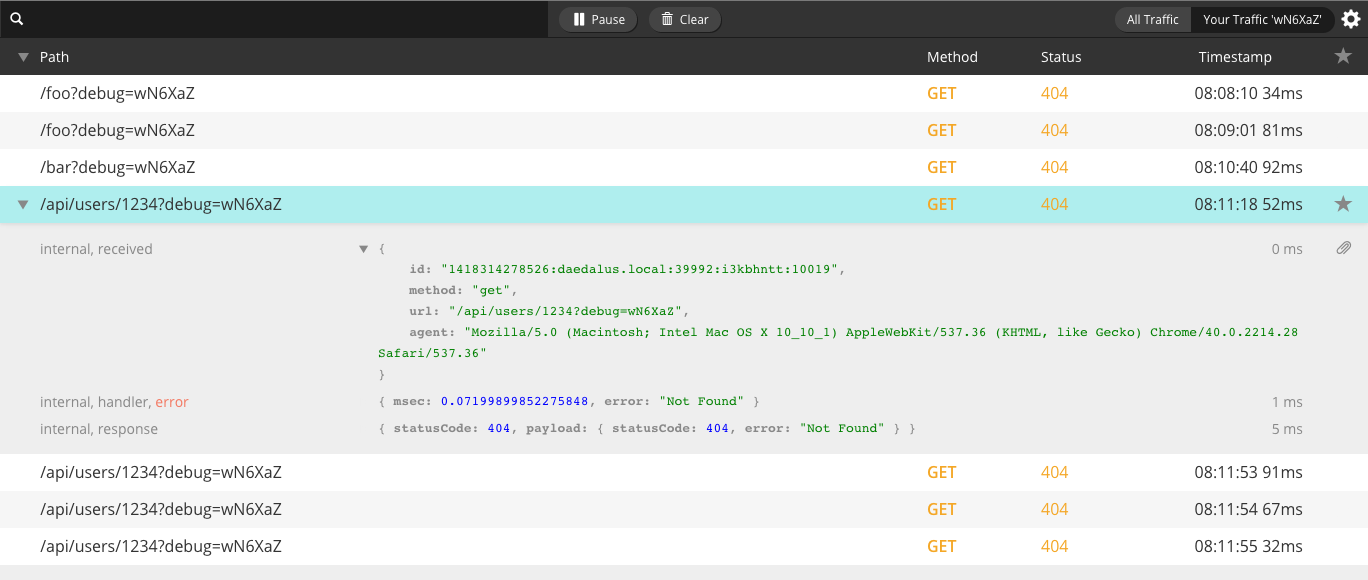 Pause Clear All Traffic Your Traffic 'wN6XaZ'
Path Method Status Timestamp
/foo?debug=wN6XaZ GET 404 08:08:10 34ms
/foo?debug=wN6XaZ GET 404 08:09:01 81ms
/bar?debug=wN6XaZ GET 404 08:10:40 92ms
/api/users/1234?debug=wN6XaZ GET 404 08:11:18 52ms
internal, received { 0 ms
id: "1418314278526:daedalus.local:39992:i3kbhntt:10019",
method: "get",
url: "/api/users/1234?debug=wN6XaZ",
agent: "Mozilla/5.0 (Macintosh; Intel Mac OS X 10_10_1) AppleWebKit/537.36 (KHTML, like Gecko) Chrome/40.0.2214.28
Safari/537.36"
}
internal, handler, error { msec: 0.07199899852275848, error: "Not Found" } 1 ms
internal, response { statusCode: 404, payload: { statusCode: 404, error: "Not Found" } } 5 ms
/api/users/1234?debug=wN6XaZ GET 404 08:11:53 91ms
/api/users/1234?debug=wN6XaZ GET 404 08:11:54 67ms
/api/users/1234?debug=wN6XaZ GET 404 08:11:55 32ms